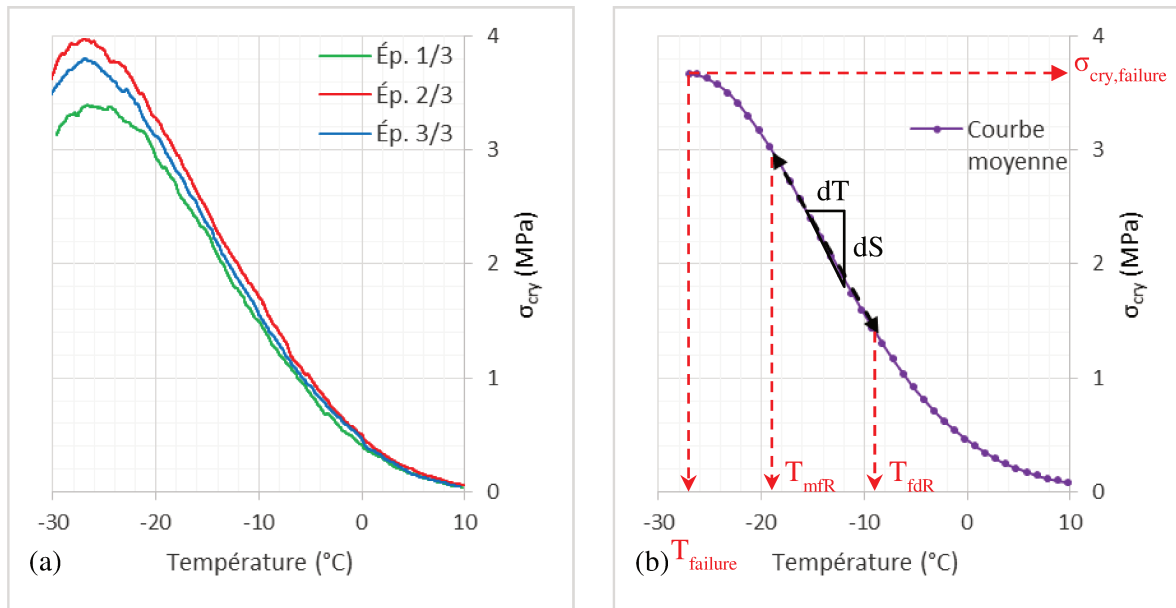 Ép. 1/3
Ép. 2/3
Ép. 3/3
4
3
2
1
0
σcry (MPa)
-30 -20 -10 0 10
(a) Température (°C)
σcry,failure
Courbe
moyenne
dT
dS
TmfR
TfdR
4
3
2
1
0
σcry (MPa)
-30 -20 -10 0 10
(b) Tfailure Température (°C)